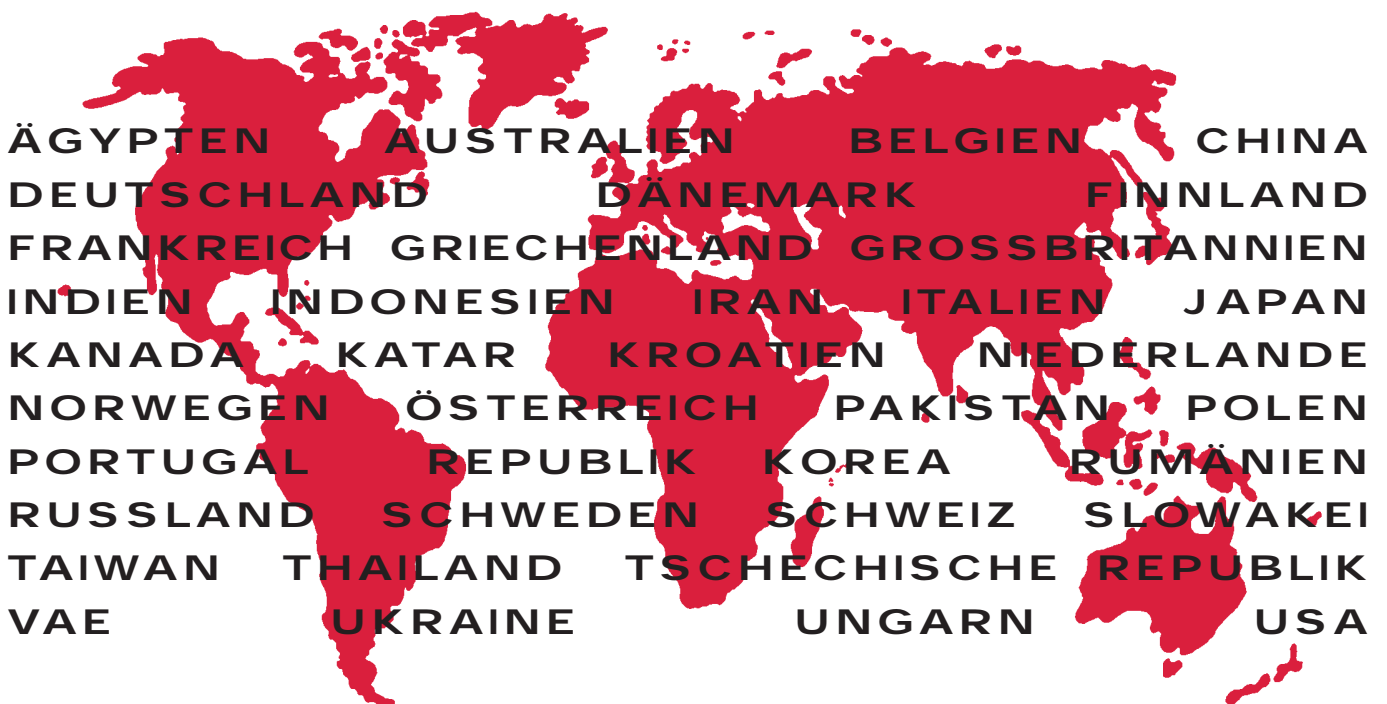 ÄGYPTEN AUSTRALIEN BELGIEN CHINA
DEUTSCHLAND DÄNEMARK FINNLAND
FRANKREICH GRIECHENLAND GROSSBRITANNIEN
INDIEN INDONESIEN IRAN ITALIEN JAPAN
KANADA KATAR KROATIEN NIEDERLANDE
NORWEGEN ÖSTERREICH PAKISTAN POLEN
PORTUGAL REPUBLIK KOREA RUMÄNIEN
RUSSLAND SCHWEDEN SCHWEIZ SLOWAKEI
TAIWAN THAILAND TSCHECHISCHE REPUBLIK
VAE UKRAINE UNGARN USA